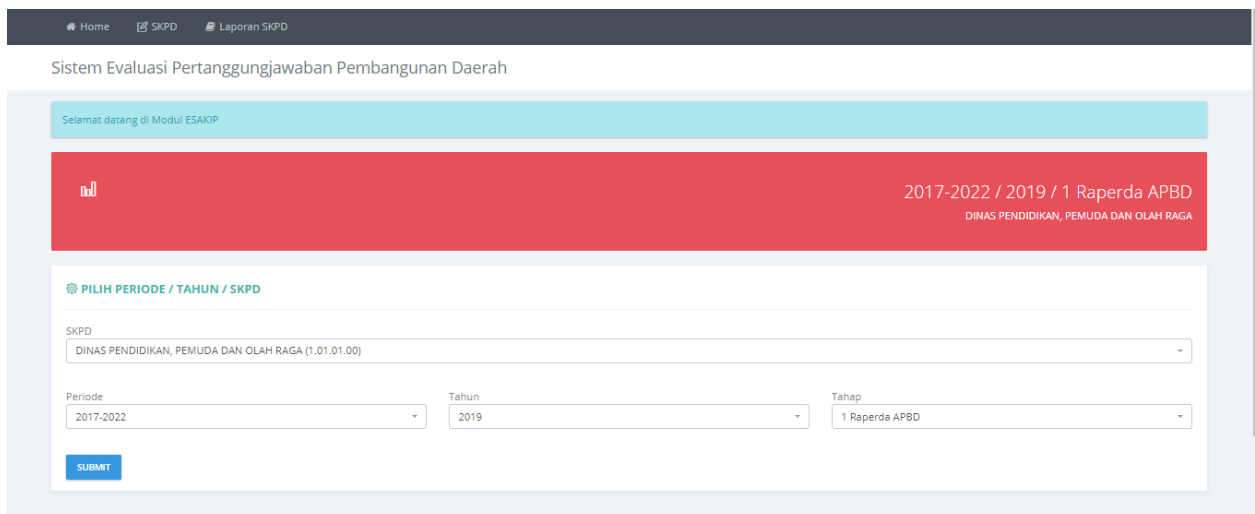 Home SKPD Laporan SKPD
Sistem Evaluasi Pertanggungjawaban Pembangunan Daerah
Selamat datang di Modul ESAKIP
2017-2022 / 2019 / 1 Raperda APBD
DINAS PENDIDIKAN, PEMUDA DAN OLAH RAGA
PILIH PERIODE / TAHUN / SKPD
SKPD
DINAS PENDIDIKAN, PEMUDA DAN OLAH RAGA (1.01.01.00)
Periode Tahun Tahap
2017-2022 2019 1 Raperda APBD
SUBMIT